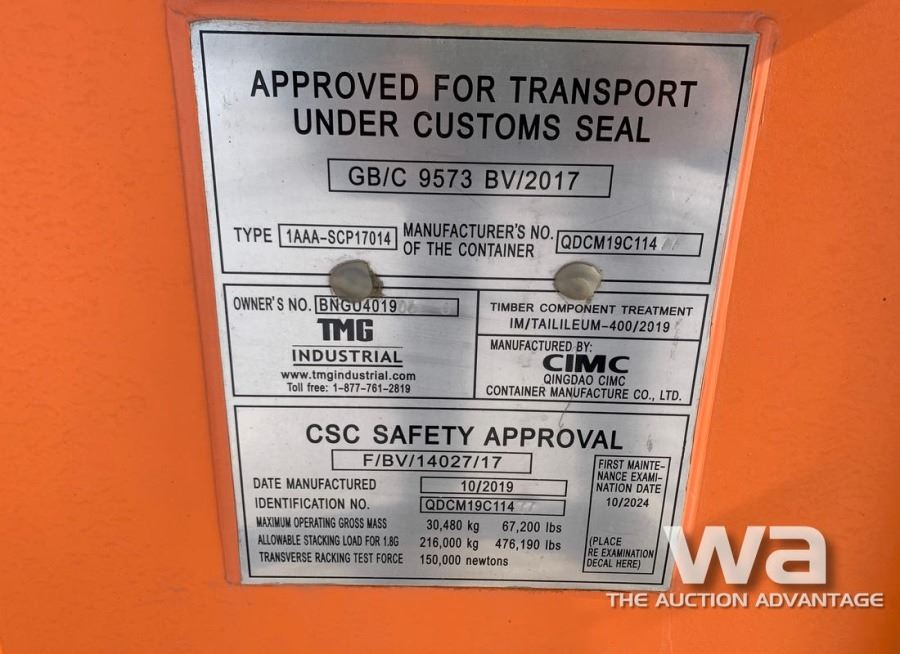 APPROVED FOR TRANSPORT
UNDER CUSTOMS SEAL
GB/C 9573 BV/2017
TYPE 1AAA-SCP17014 MANUFACTURER'S NO.
OF THE CONTAINER QDCM19C114
OWNER'S NO. BNGU4019
TMG
INDUSTRIAL
www.tmgindustrial.com
Toll free: 1-877-761-2819
TIMBER COMPONENT TREATMENT
IM/TAILILEUM-400/2019
MANUFACTURED BY:
CIMC
QINGDAO CIMC
CONTAINER MANUFACTURE CO., LTD.
CSC SAFETY APPROVAL
F/BV/14027/17
DATE MANUFACTURED 10/2019
IDENTIFICATION NO. QDCM19C114
MAXIMUM OPERATING GROSS MASS 30,480 kg 67,200 lbs
ALLOWABLE STACKING LOAD FOR 1.8G 216,000 kg 476,190 lbs
TRANSVERSE RACKING TEST FORCE 150,000 newtons
FIRST MAINTE-
NANCE EXAMI-
NATION DATE
10/2024
(PLACE
RE EXAMINATION
DECAL HERE)
wa
THE AUCTION ADVANTAGE